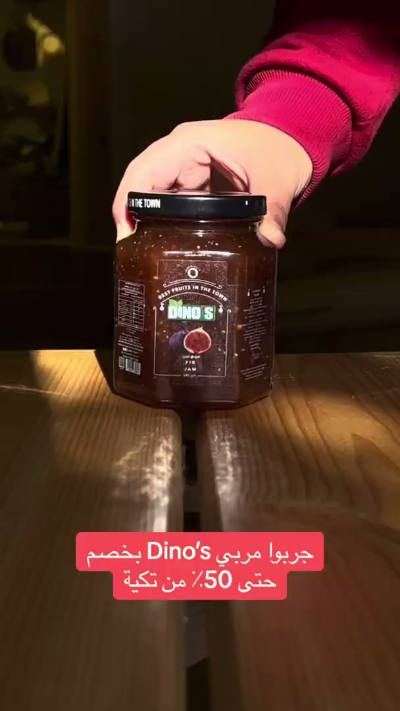 IN THE TOWN
BEST FRUITS IN THE TOWN
DINO'S
FIG
JAM
جربوا مربي Dino's بخصم
حتى 50٪ من تكية